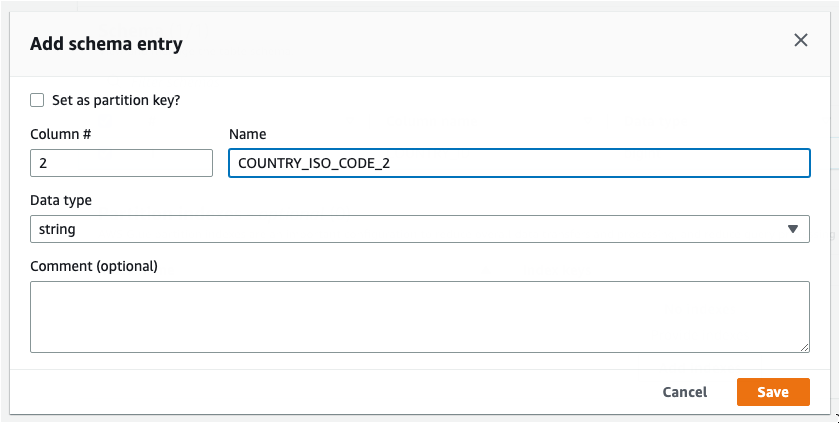 Add schema entry
Set as partition key?
Column #
Name
2
COUNTRY_ISO_CODE_2
Data type
string
Comment (optional)
Cancel
Save